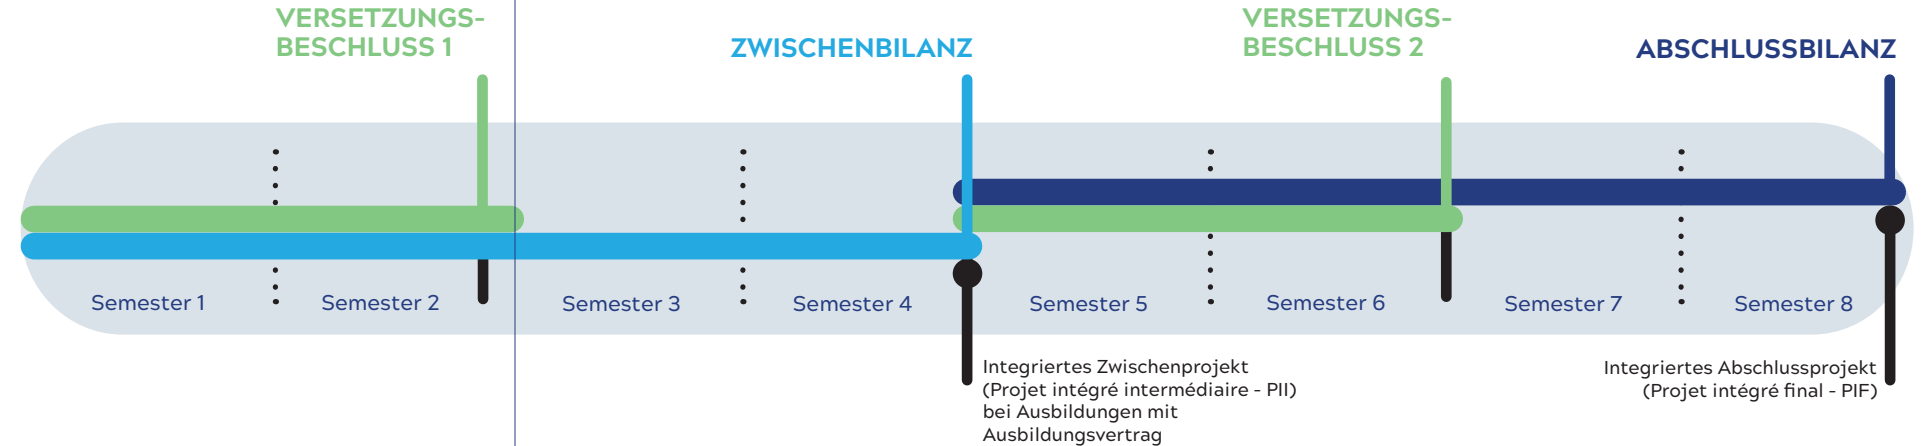 VERSETZUNGS-
BESCHLUSS 1
ZWISCHENBILANZ
VERSETZUNGS-
BESCHLUSS 2
ABSCHLUSSBILANZ
Semester 1
Semester 2
Semester 3
Semester 4
Semester 5
Semester 6
Semester 7
Semester 8
Integriertes Zwischenprojekt
(Projet intégré intermédiaire - PII)
bei Ausbildungen mit
Ausbildungsvertrag
Integriertes Abschlussprojekt
(Projet intégré final - PIF)